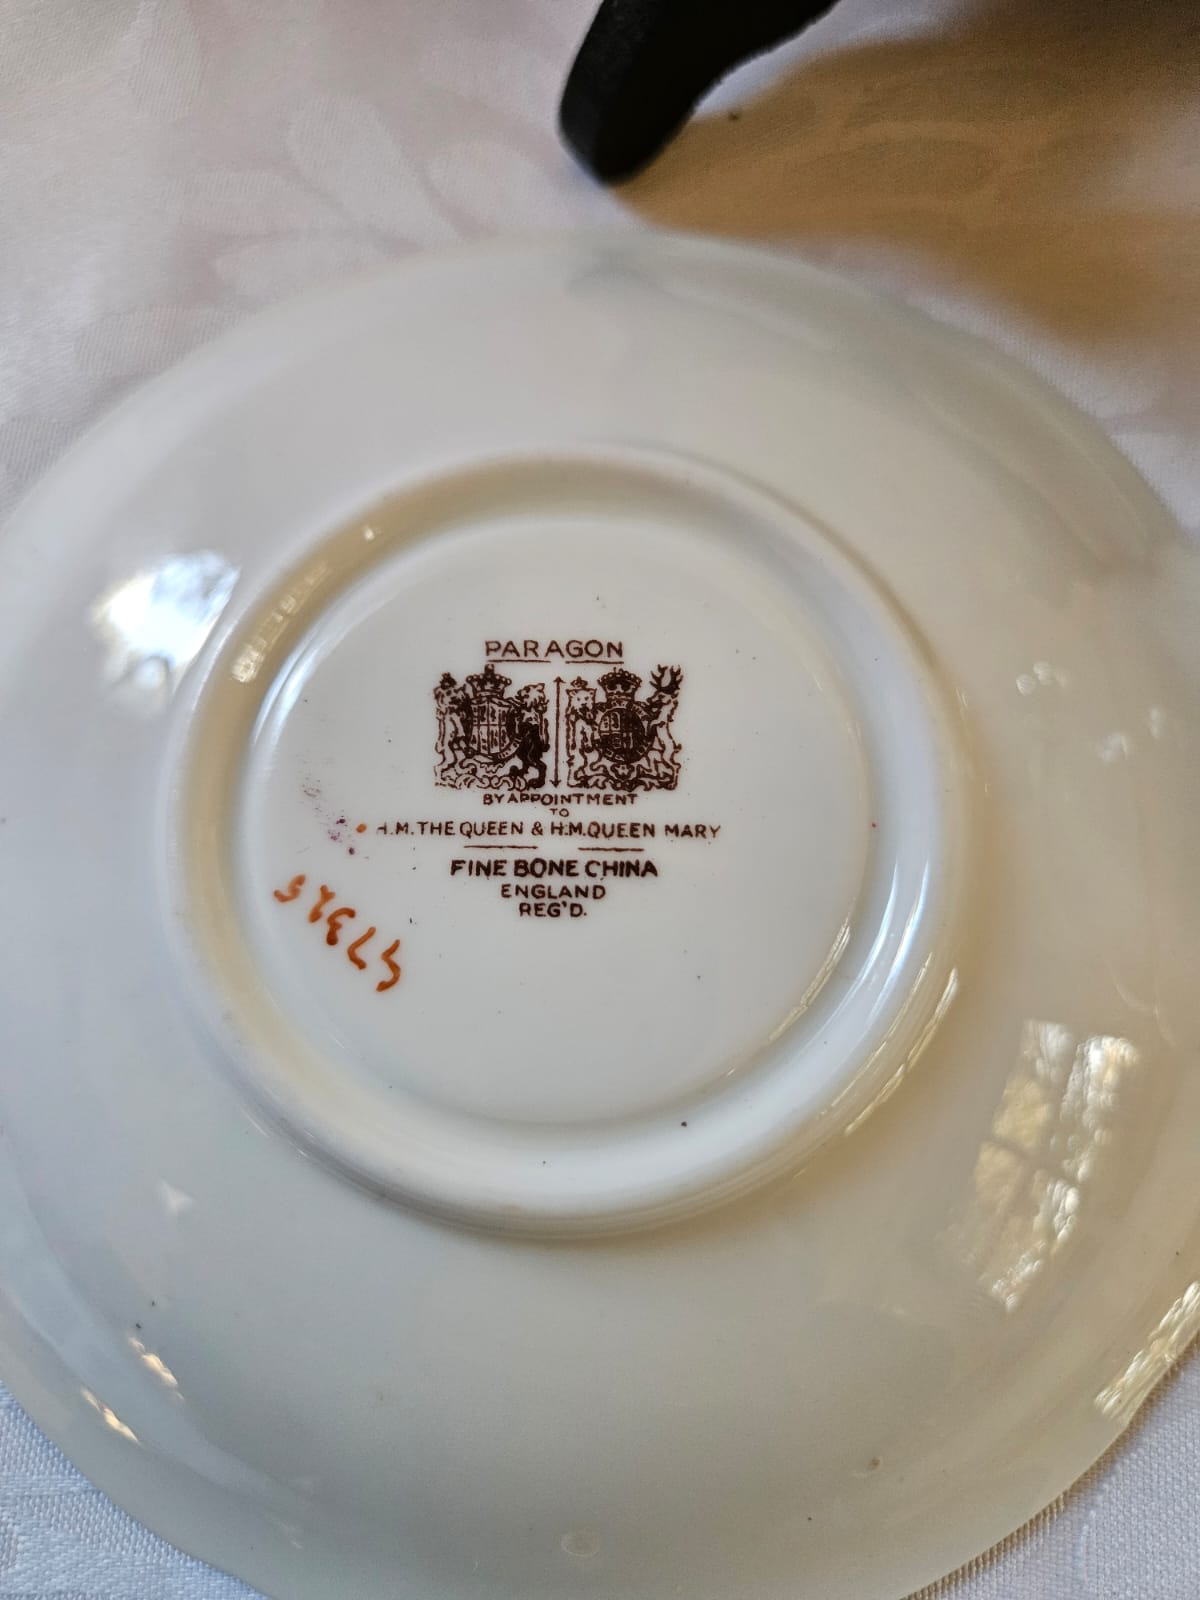 PARAGON
BY APPOINTMENT
TO
H.M. THE QUEEN & H.M. QUEEN MARY
FINE BONE CHINA
ENGLAND
REG'D.